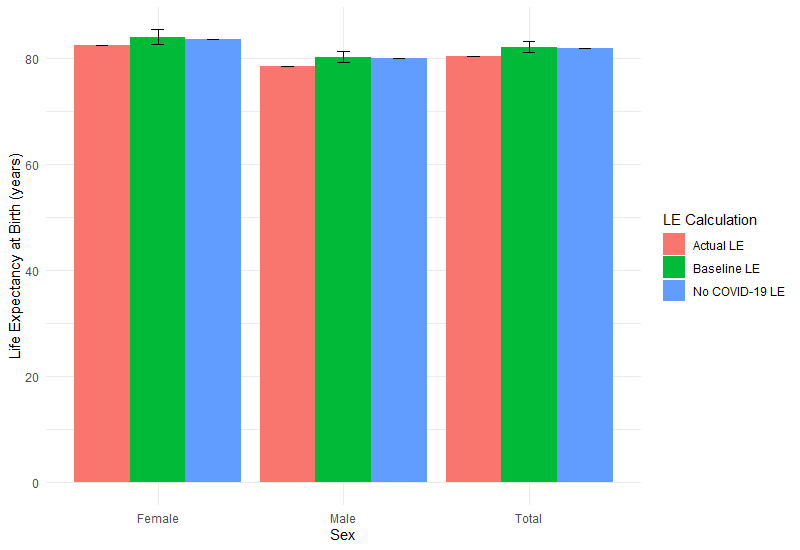 Life Expectancy at Birth (years)
80
60
40
20
0
Female
Male
Total
Sex
LE Calculation
Actual LE
Baseline LE
No COVID-19 LE